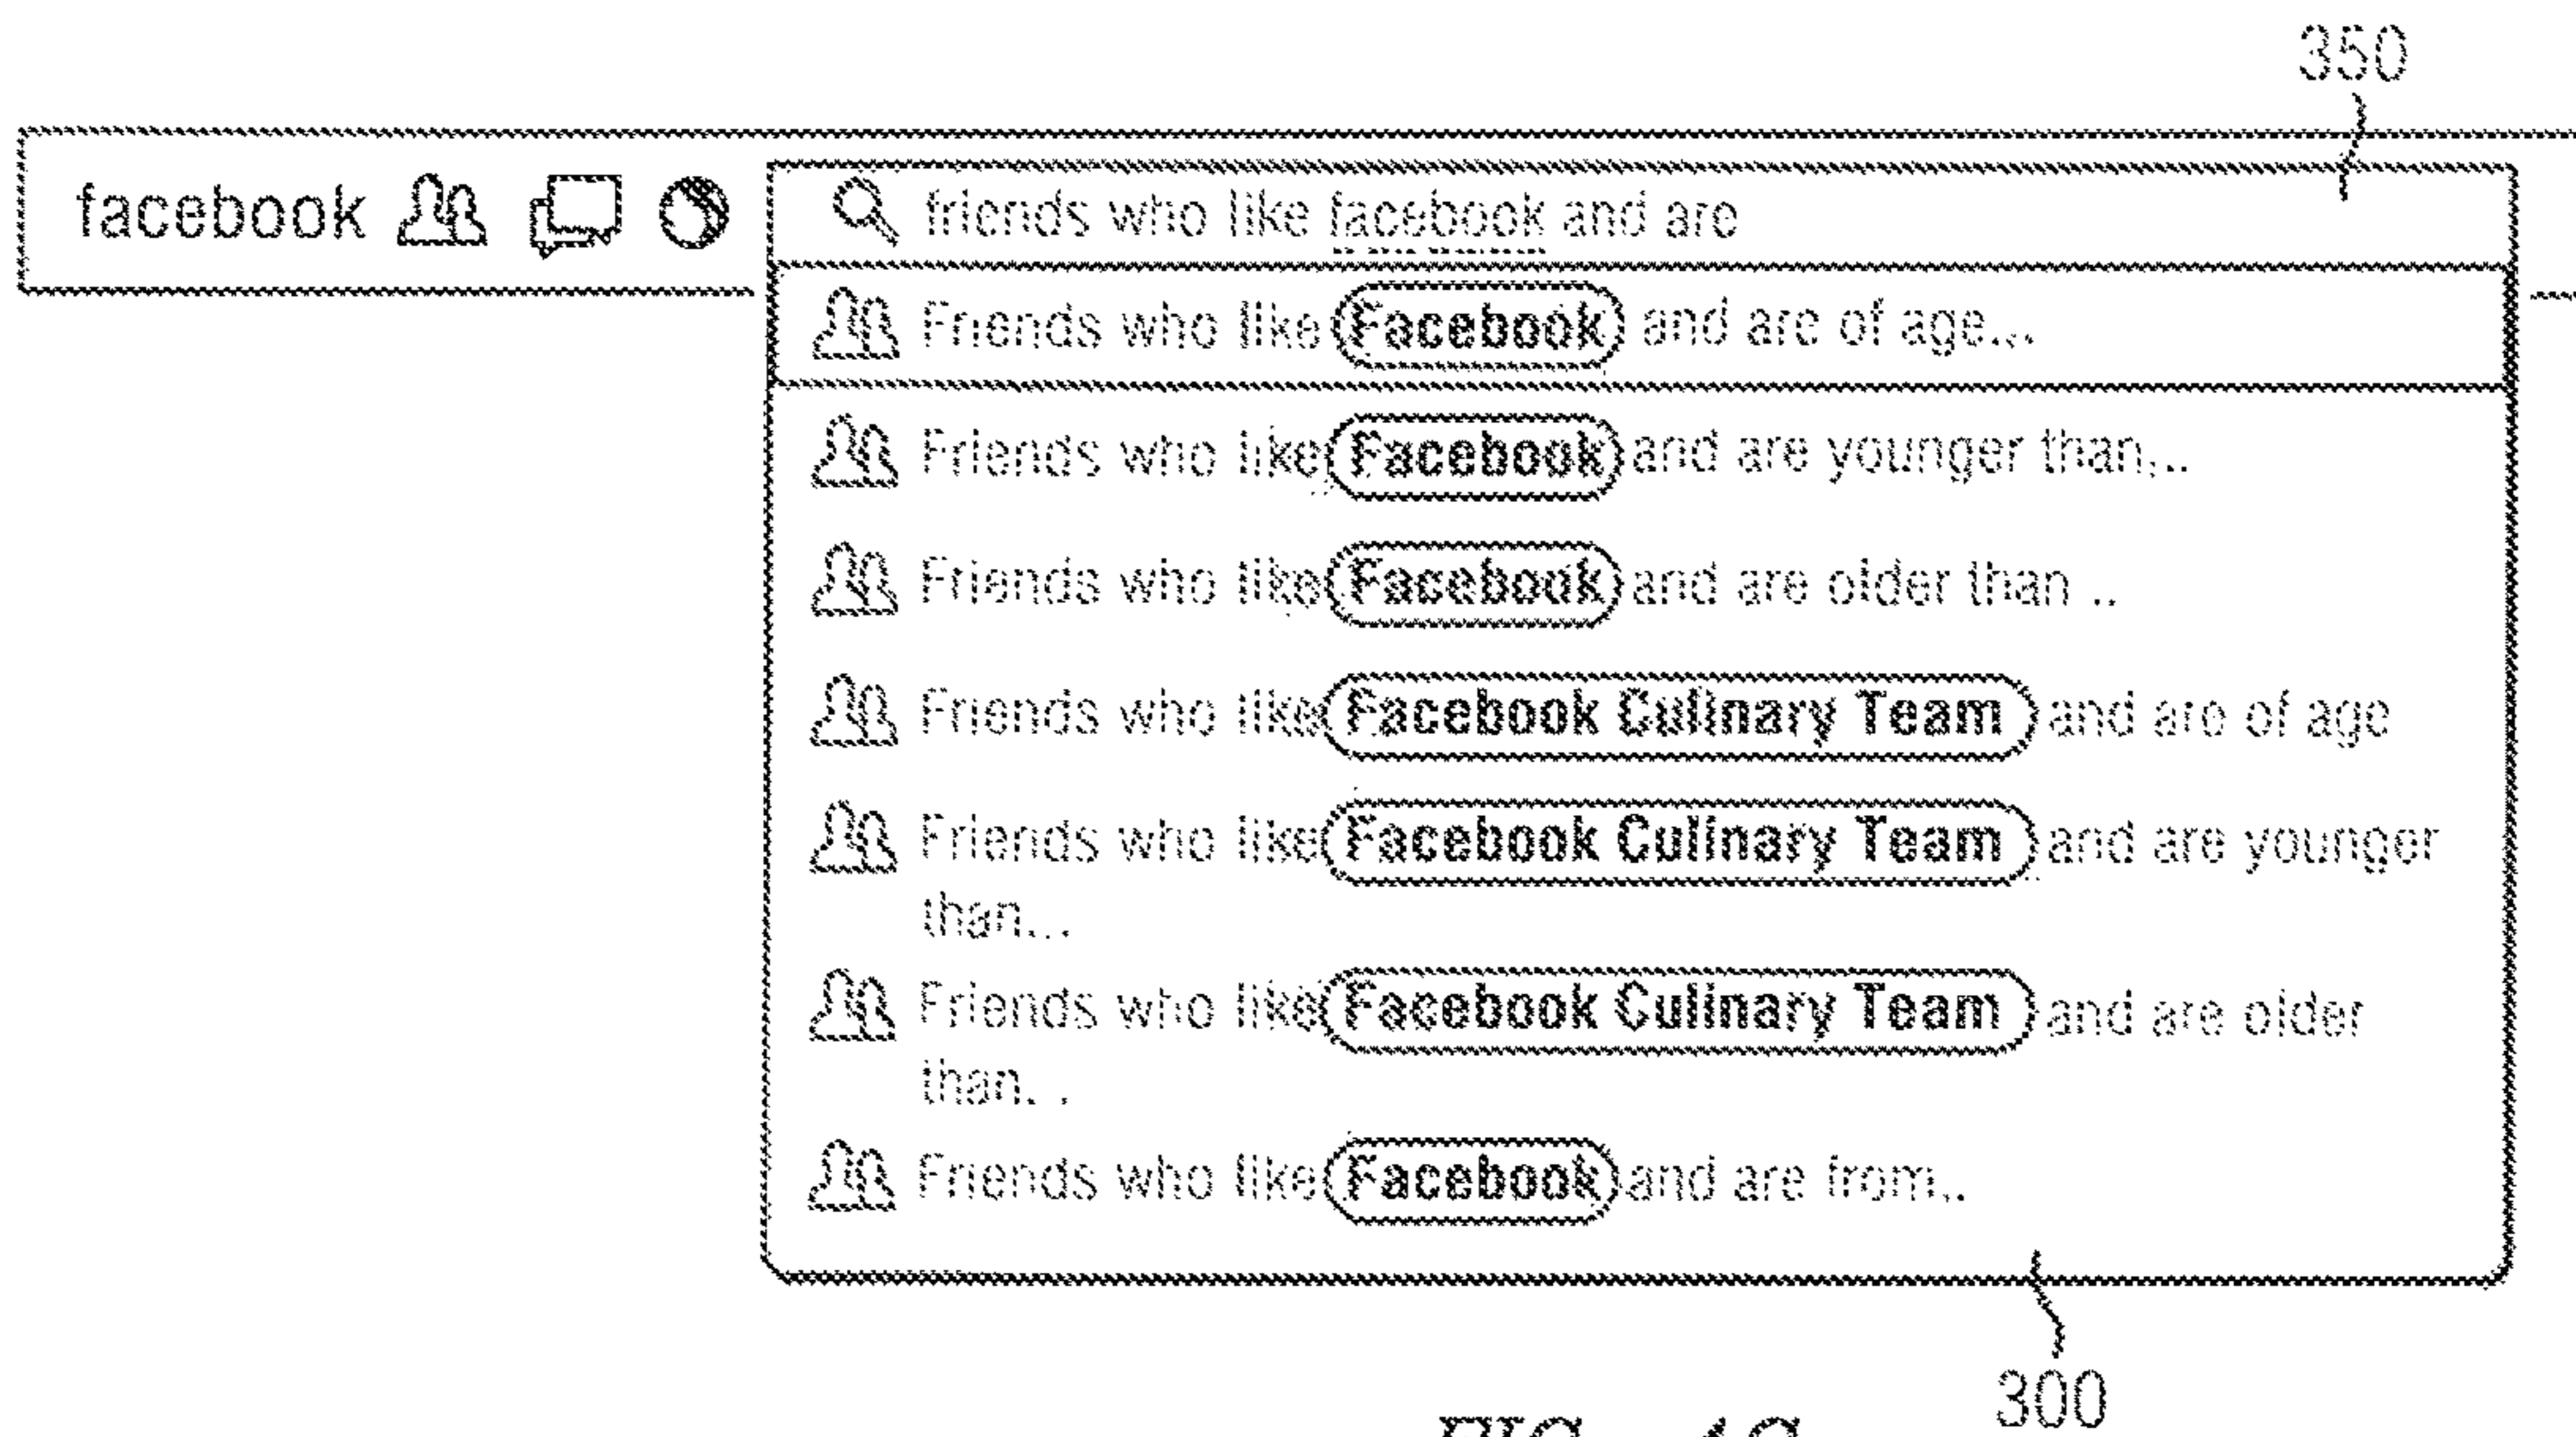 350
facebook friends who like facebook and are
Friends who like Facebook and are of age...
Friends who like Facebook and are younger than...
Friends who like Facebook and are older than ..
Friends who like Facebook Culinary Team and are of age
Friends who like Facebook Culinary Team and are younger
than...
Friends who like Facebook Culinary Team and are older
than. .
Friends who like Facebook and are from..
300